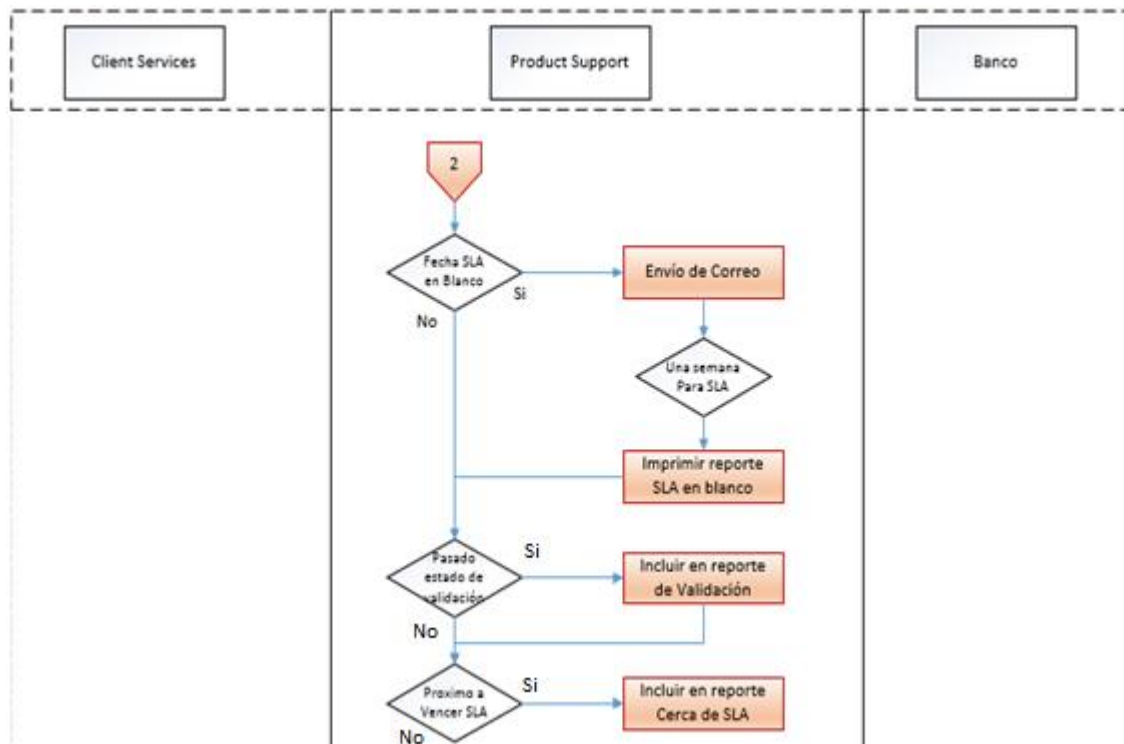 Client Services
Product Support
Banco
2
Fecha SLA
en Blanco
Si
No
Envío de Correo
Una semana
Para SLA
Imprimir reporte
SLA en blanco
Pasado
estado de
validación
Si
No
Incluir en reporte
de Validación
Proximo a
Vencer SLA
Si
No
Incluir en reporte
Cerca de SLA